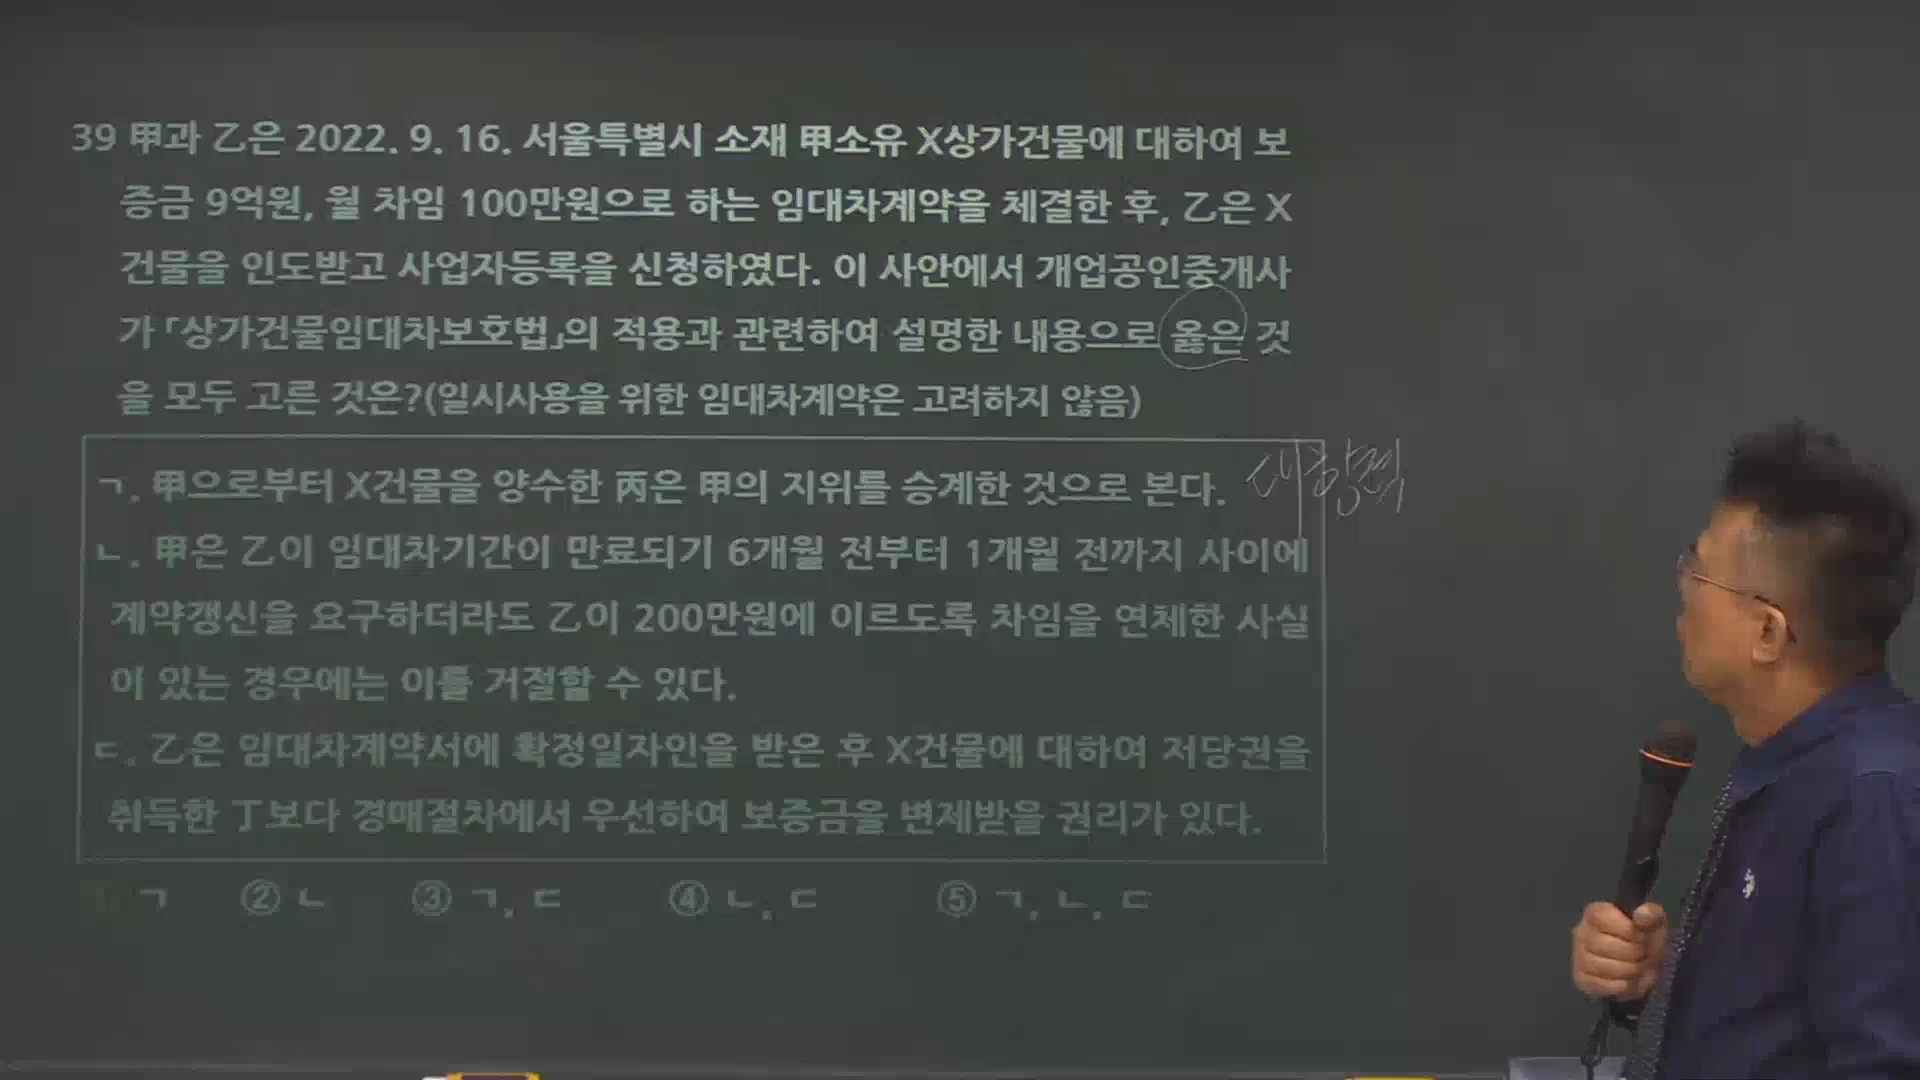 39 甲과 乙은 2022. 9. 16. 서울특별시 소재 甲소유 X상가건물에 대하여 보
증금 9억원, 월 차임 100만원으로 하는 임대차계약을 체결한 후, 乙은 X
건물을 인도받고 사업자등록을 신청하였다. 이 사안에서 개업공인중개사
가 「상가건물임대차보호법」의 적용과 관련하여 설명한 내용으로 옳은 것
을 모두 고른 것은?(일시사용을 위한 임대차계약은 고려하지 않음)
ㄱ. 甲으로부터 X건물을 양수한 丙은 甲의 지위를 승계한 것으로 본다. 대항력
ㄴ. 甲은 乙이 임대차기간이 만료되기 6개월 전부터 1개월 전까지 사이에
계약갱신을 요구하더라도 乙이 200만원에 이르도록 차임을 연체한 사실
이 있는 경우에는 이를 거절할 수 있다.
ㄷ. 乙은 임대차계약서에 확정일자인을 받은 후 X건물에 대하여 저당권을
취득한 丁보다 경매절차에서 우선하여 보증금을 변제받을 권리가 있다.
① ㄱ ② ㄴ ③ ㄱ, ㄷ ④ ㄴ, ㄷ ⑤ ㄱ, ㄴ, ㄷ